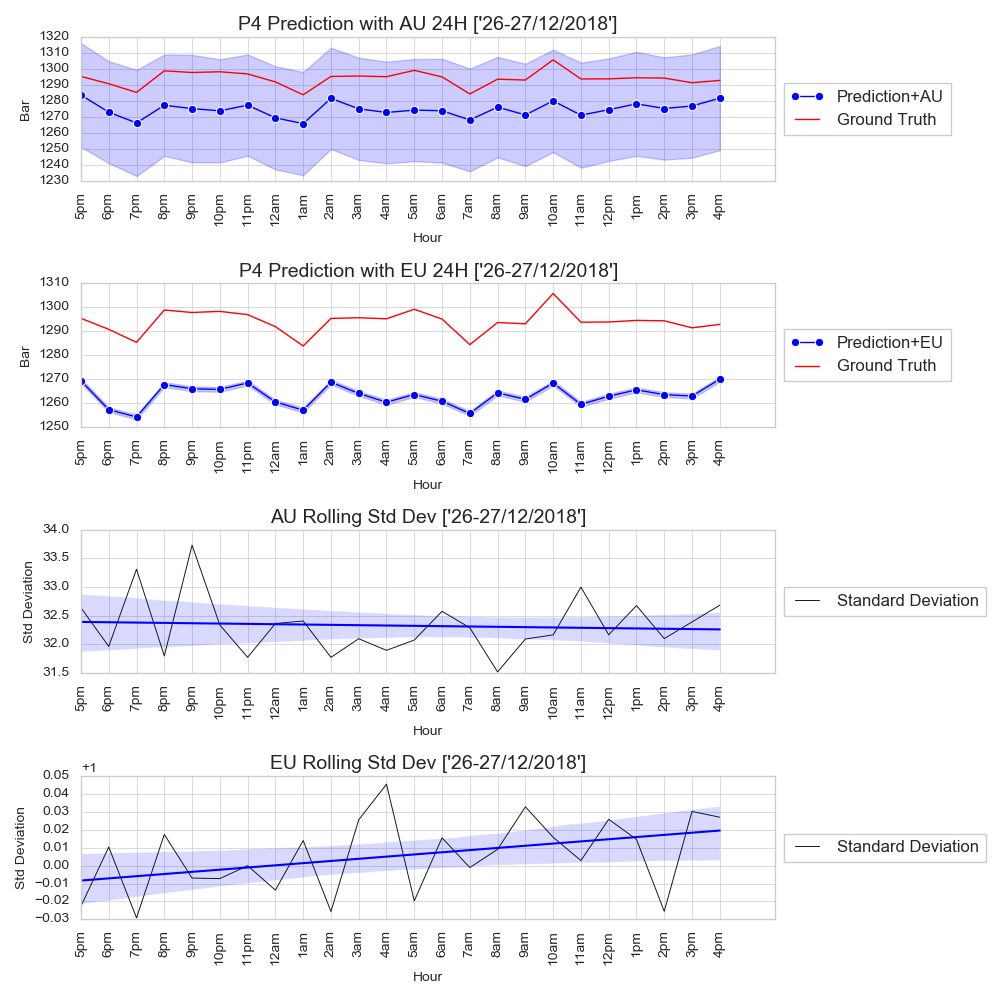 P4 Prediction with AU 24H ['26-27/12/2018']
1320
1310
1300
1290
1280
1270
1260
1250
1240
1230
Bar
5pm 6pm 7pm 8pm 9pm 10pm 11pm 12am 1am 2am 3am 4am 5am 6am 7am 8am 9am 10am 11am 12pm 1pm 2pm 3pm 4pm
Hour
Prediction+AU
Ground Truth
P4 Prediction with EU 24H ['26-27/12/2018']
1310
1300
1290
1280
1270
1260
1250
Bar
5pm 6pm 7pm 8pm 9pm 10pm 11pm 12am 1am 2am 3am 4am 5am 6am 7am 8am 9am 10am 11am 12pm 1pm 2pm 3pm 4pm
Hour
Prediction+EU
Ground Truth
AU Rolling Std Dev ['26-27/12/2018']
34.0
33.5
33.0
32.5
32.0
31.5
Std Deviation
5pm 6pm 7pm 8pm 9pm 10pm 11pm 12am 1am 2am 3am 4am 5am 6am 7am 8am 9am 10am 11am 12pm 1pm 2pm 3pm 4pm
Hour
Standard Deviation
EU Rolling Std Dev ['26-27/12/2018']
+1
0.05
0.04
0.03
0.02
0.01
0.00
−0.01
−0.02
−0.03
Std Deviation
5pm 6pm 7pm 8pm 9pm 10pm 11pm 12am 1am 2am 3am 4am 5am 6am 7am 8am 9am 10am 11am 12pm 1pm 2pm 3pm 4pm
Hour
Standard Deviation